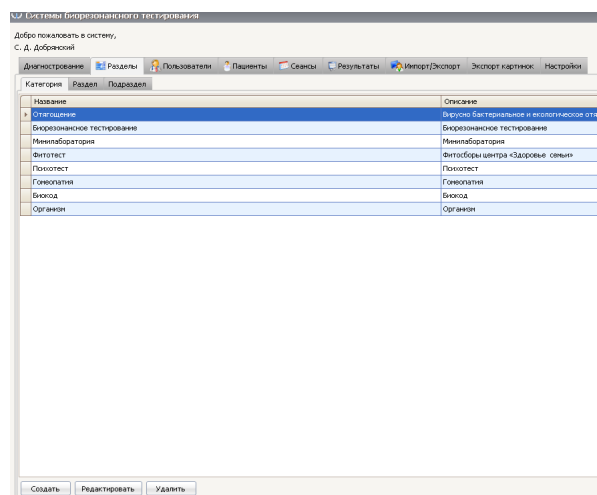 Системы биорезонансного тестирования
Добро пожаловать в систему,
С. Д. Добрянский
Диагностирование Разделы Пользователи Пациенты Сеансы Результаты Импорт/Экспорт Экспорт картинок Настройки
Категория Раздел Подраздел
Название Описание
Отягощение Вирусно бактериальное и екологическое отя
Биорезонансное тестирование Биорезонансное тестирование
Минилаборатория Минилаборатория
Фитотест Фитосборы центра «Здоровье семьи»
Психотест Психотест
Гомеопатия Гомеопатия
Биокод Биокод
Организм Организм
Создать Редактировать Удалить